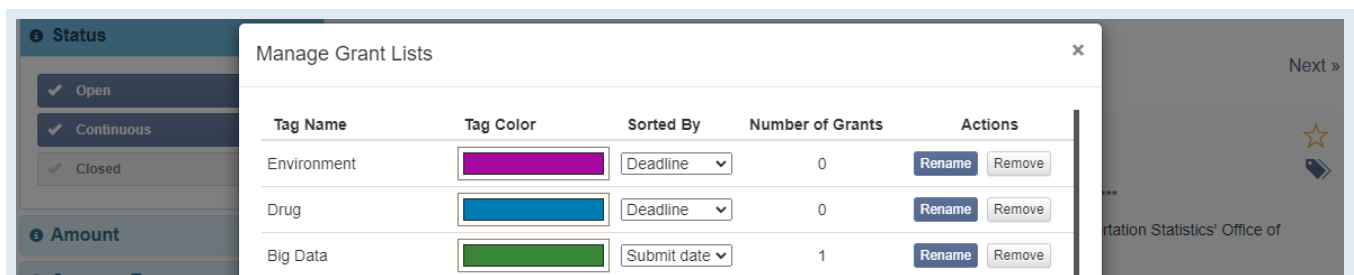 Status
Manage Grant Lists ×
Next »
Open
Continuous
Closed
Tag Name Tag Color Sorted By Number of Grants Actions
Environment Deadline 0 Rename Remove
Drug Deadline 0 Rename Remove
***
Amount
rtation Statistics' Office of
Big Data Submit date 1 Rename Remove